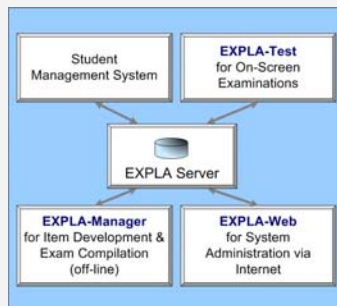 Student
Management System
EXPLA-Test
for On-Screen
Examinations
EXPLA Server
EXPLA-Manager
for Item Development &
Exam Compilation
(off-line)
EXPLA-Web
for System
Administration via
Internet